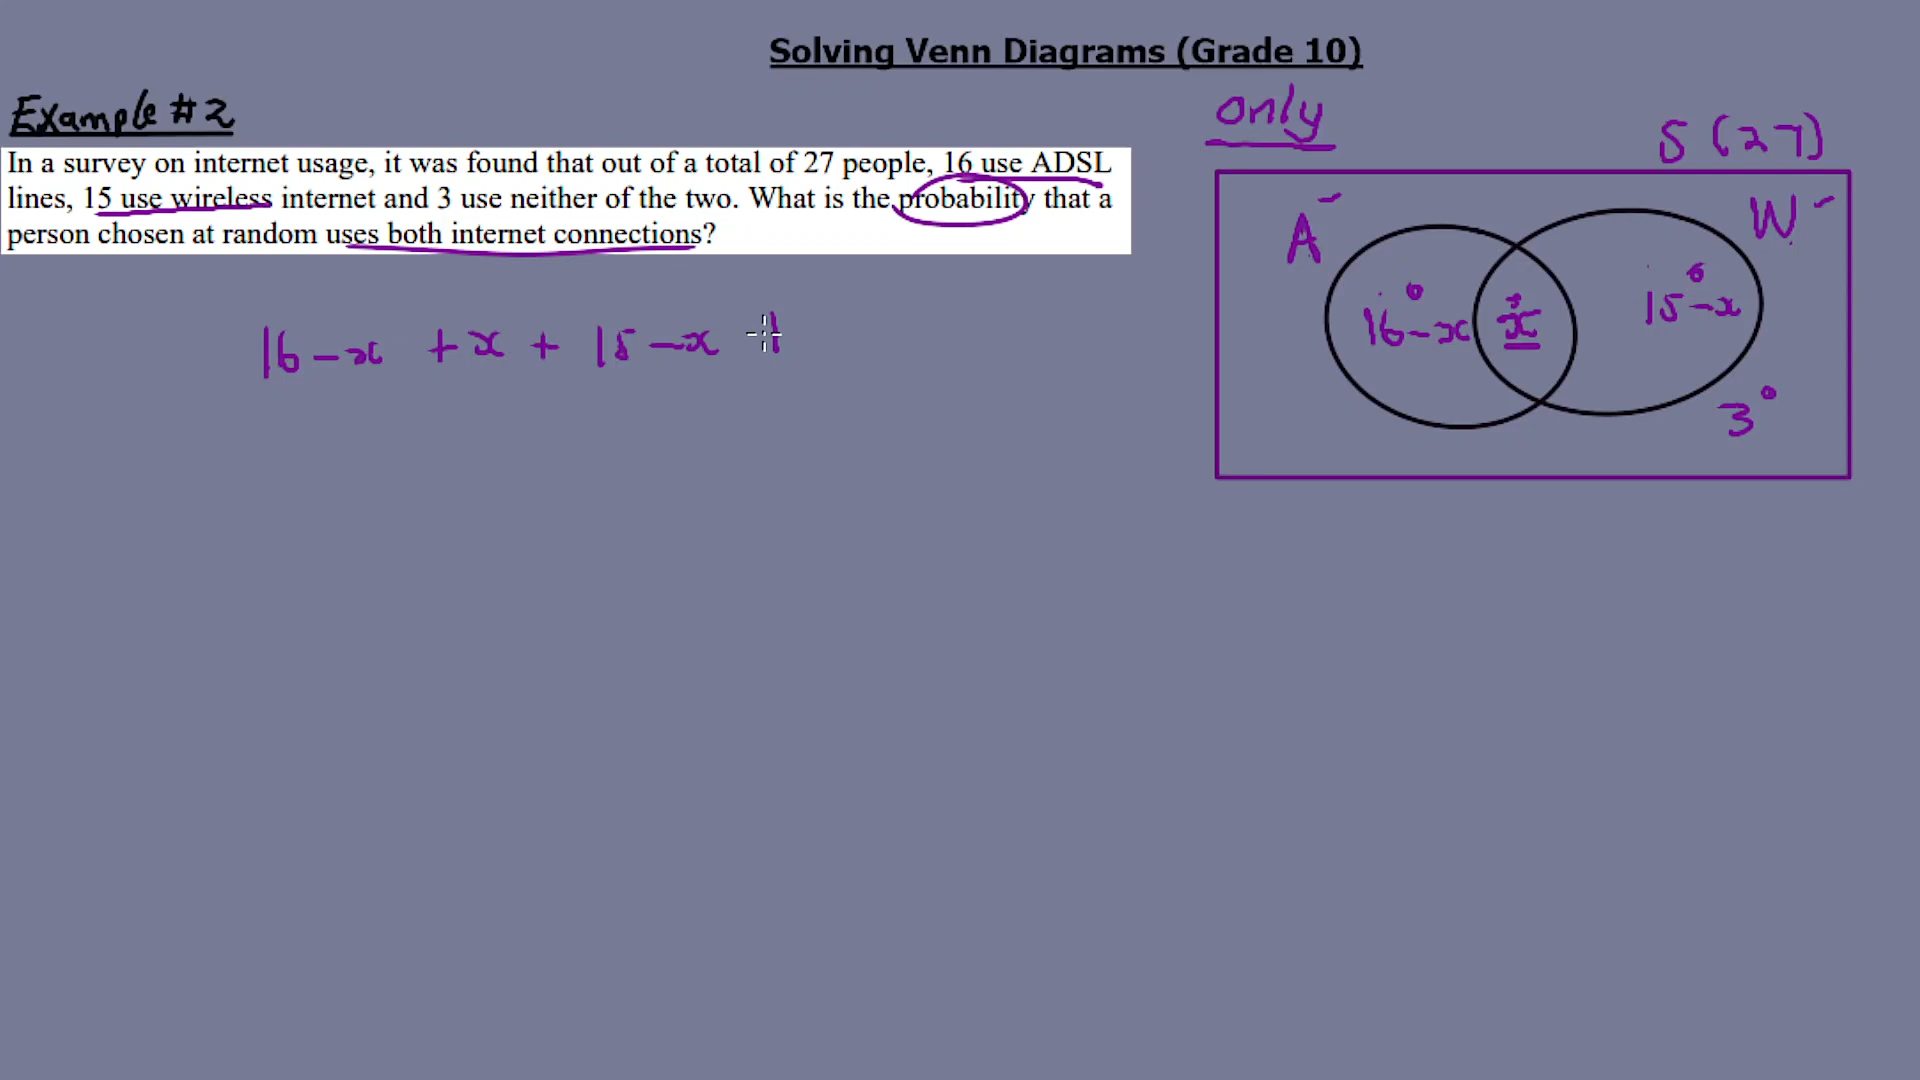 Solving Venn Diagrams (Grade 10)
Example #2
only
S (27)
In a survey on internet usage, it was found that out of a total of 27 people, 16 use ADSL
lines, 15 use wireless internet and 3 use neither of the two. What is the probability that a
person chosen at random uses both internet connections?
A
W
16-x
x
15-x
3
16-x + x + 15-x +